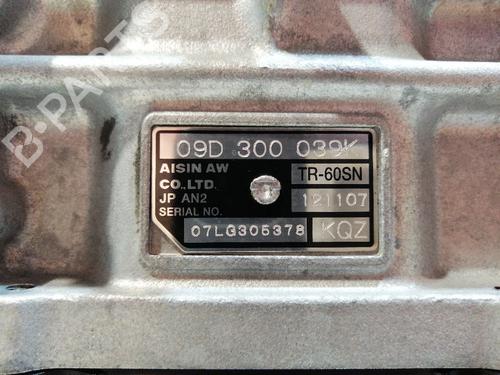 B-PARTS
09D 300 039K
AISIN AW
CO.,LTD.
TR-60SN
JP AN2
121107
SERIAL NO.
07LG305378
KQZ